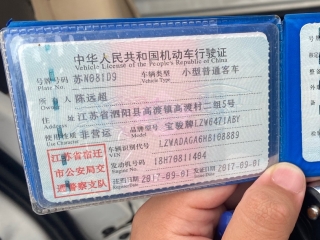 中华人民共和国机动车行驶证
Vehicle License of the People's Republic of China
号牌号码 苏N081D9 车辆类型 小型普通客车
Plate No. Vehicle Type
所有人 陈远超
Owner
住址 江苏省泗阳县高渡镇高渡村二组5号
Address
使用性质 非营运 品牌型号 宝骏牌LZW6471ABY
Use Character Model
江苏省宿迁市公安局交通警察支队
车辆识别代号 LZWADAGA6HB108889
VIN
发动机号码 18H70811404
Engine No.
注册日期 2017-09-01 发证日期 2017-09-01